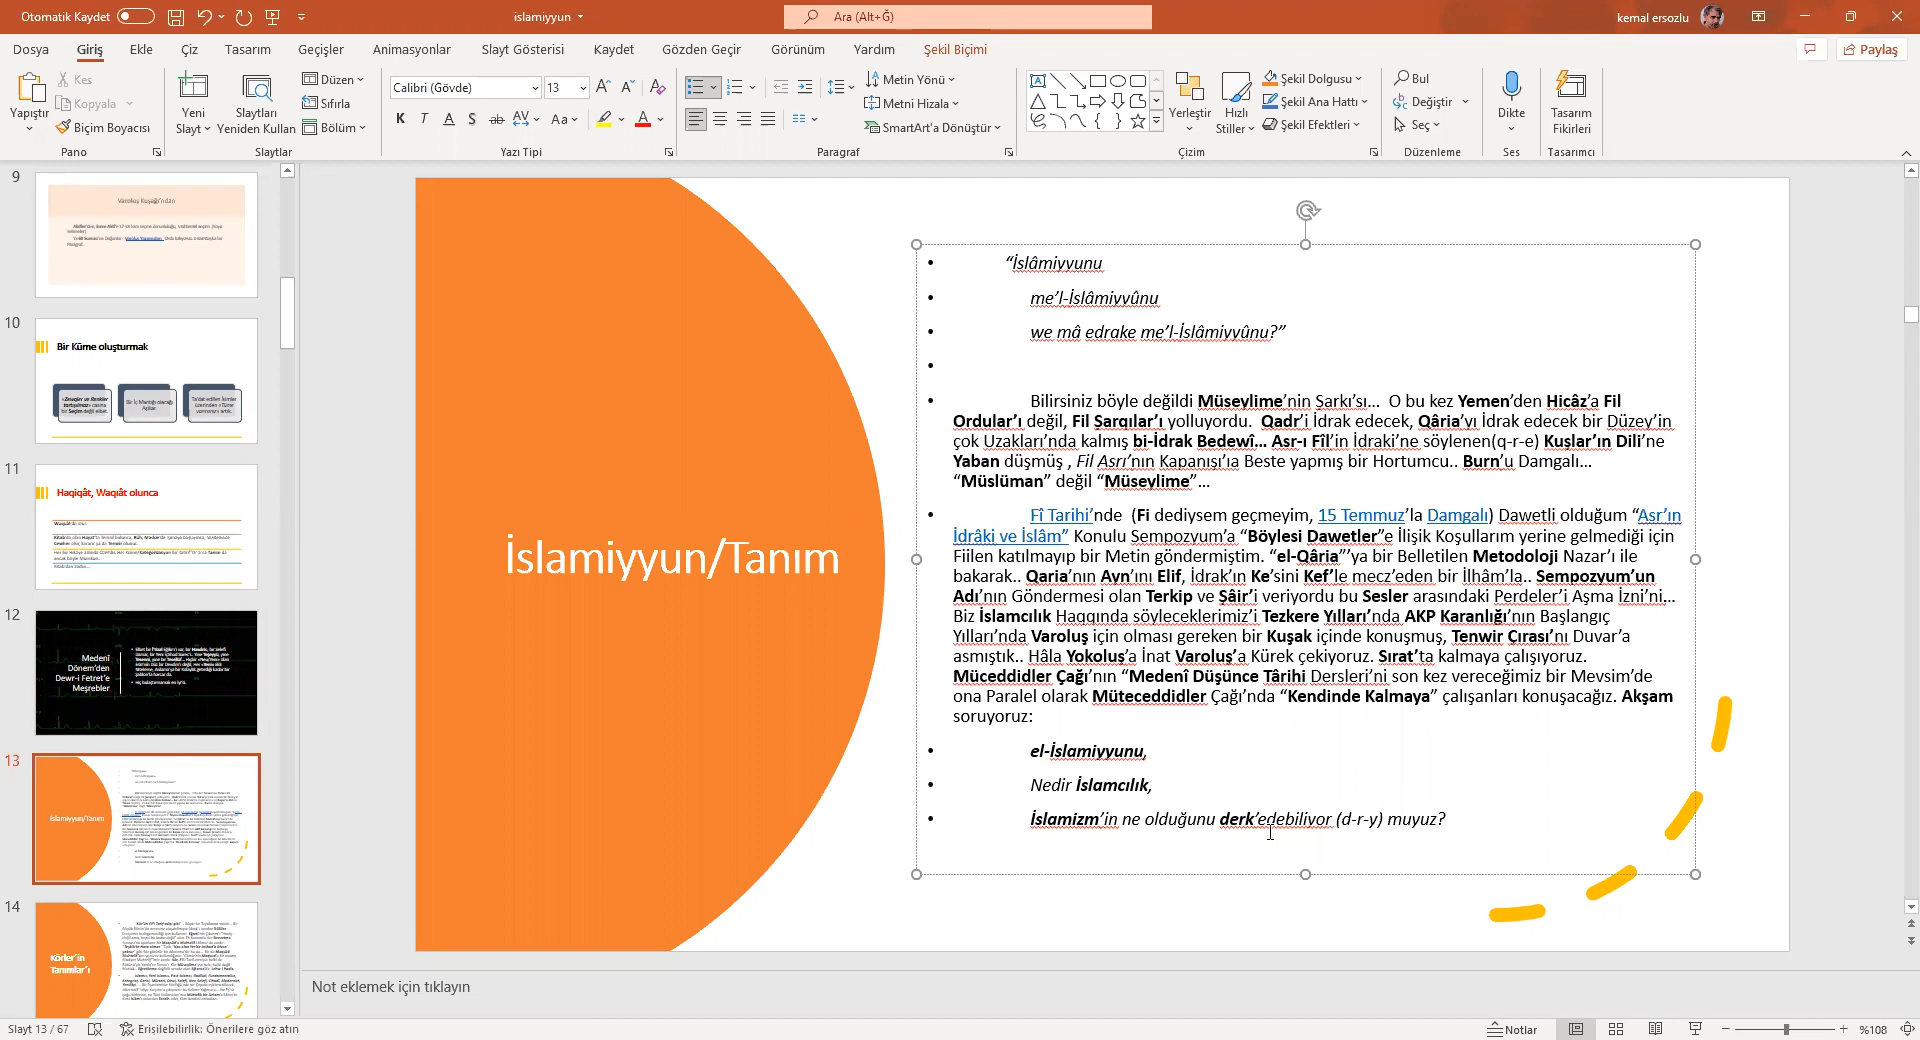 Otomatik Kaydet
islamiyyun
Ara (Alt+Ğ)
kemal ersozlu
Dosya Giriş Ekle Çiz Tasarım Geçişler Animasyonlar Slayt Gösterisi Kaydet Gözden Geçir Görünüm Yardım Şekil Biçimi
Paylaş
Yapıştır
Kes
Kopyala
Biçim Boyacısı
Pano
Yeni Slayt
Slaytları Yeniden Kullan
Düzen
Sıfırla
Bölüm
Slaytlar
Calibri (Gövde) 13
K T A S ab AV Aa
Yazı Tipi
Metin Yönü
Metni Hizala
SmartArt'a Dönüştür
Paragraf
Yerleştir
Hızlı Stiller
Şekil Dolgusu
Şekil Ana Hattı
Şekil Efektleri
Çizim
Bul
Değiştir
Seç
Düzenleme
Dikte
Ses
Tasarım Fikirleri
Tasarımcı
9
Varoluş Kuşağı'ndan
10
Bir Küme oluşturmak
11
Haqiqât, Waqıât olunca
12
Medenî
Dönem'den
Dewr-i Fetret'e
Meşrebler
13
İslamiyyun/Tanım
14
Körler'in
Tanımlar'ı
İslamiyyun/Tanım
• “İslâmiyyunu
• me’l-İslâmiyyûnu
• we mâ edrake me’l-İslâmiyyûnu?”
•
• Bilirsiniz böyle değildi Müseylime’nin Şarkı’sı... O bu kez Yemen’den Hicâz’a Fil
Ordular’ı değil, Fil Şarqılar’ı yolluyordu. Qadr’i İdrak edecek, Qâria’yı İdrak edecek bir Düzey’in
çok Uzakları’nda kalmış bi-İdrak Bedewî... Asr-ı Fîl’in İdraki’ne söylenen(q-r-e) Kuşlar’ın Dili’ne
Yaban düşmüş , Fil Asrı’nın Kapanışı’ıa Beste yapmış bir Hortumcu.. Burn’u Damgalı...
“Müslüman” değil “Müseylime”...
• Fî Tarihi’nde (Fi dediysem geçmeyim, 15 Temmuz’la Damgalı) Dawetli olduğum “Asr’ın
İdrâki ve İslâm” Konulu Sempozyum’a “Böylesi Dawetler”e İlişik Koşullarım yerine gelmediği için
Fiilen katılmayıp bir Metin göndermiştim. “el-Qâria”’ya bir Belletilen Metodoloji Nazar’ı ile
bakarak.. Qaria’nın Ayn’ını Elif, İdrak’ın Ke’sini Kef’le mecz’eden bir İlhâm’la.. Sempozyum’un
Adı’nın Göndermesi olan Terkip ve Şâir’i veriyordu bu Sesler arasındaki Perdeler’i Aşma İzni’ni...
Biz İslamcılık Haqqında söyleceklerimiz’i Tezkere Yılları’nda AKP Karanlığı’nın Başlangıç
Yılları’nda Varoluş için olması gereken bir Kuşak içinde konuşmuş, Tenwir Çırası’nı Duvar’a
asmıştık.. Hâla Yokoluş’a İnat Varoluş’a Kürek çekiyoruz. Sırat’ta kalmaya çalışıyoruz.
Müceddidler Çağı’nın “Medenî Düşünce Târihi Dersleri’ni son kez vereceğimiz bir Mevsim’de
ona Paralel olarak Müteceddidler Çağı’nda “Kendinde Kalmaya” çalışanları konuşacağız. Akşam
soruyoruz:
• el-İslamiyyunu,
• Nedir İslamcılık,
• İslamizm’in ne olduğunu derk’edebiliyor (d-r-y) muyuz?
Not eklemek için tıklayın
Slayt 13 / 67
Erişilebilirlik: Önerilere göz atın
Notlar
%108